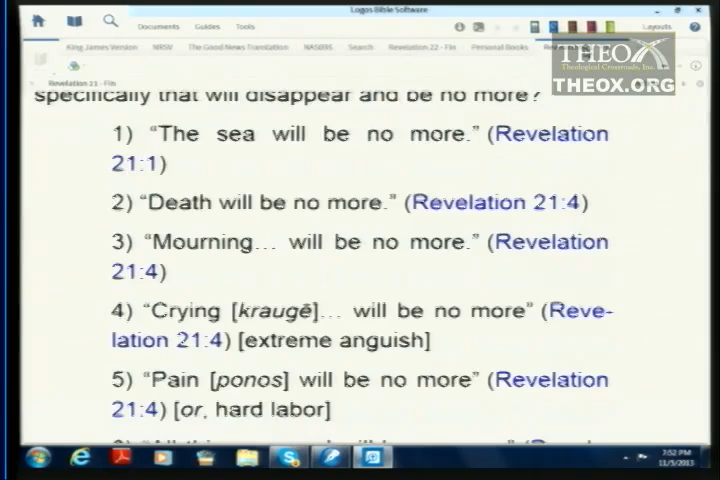 Logos Bible Software
Documents Guides Tools Layouts
King James Version NRSV The Good News Translation NASB95 Search Revelation 22 - Fin Personal Books
THEOX
Theological Crossroads, Inc.
THEOX.ORG
Revelation 21 - Fin
specifically that will disappear and be no more?
1) “The sea will be no more.” (Revelation
21:1)
2) “Death will be no more.” (Revelation 21:4)
3) “Mourning… will be no more.” (Revelation
21:4)
4) “Crying [kraugē]… will be no more” (Reve-
lation 21:4) [extreme anguish]
5) “Pain [ponos] will be no more” (Revelation
21:4) [or, hard labor]
7:52 PM
11/5/2013